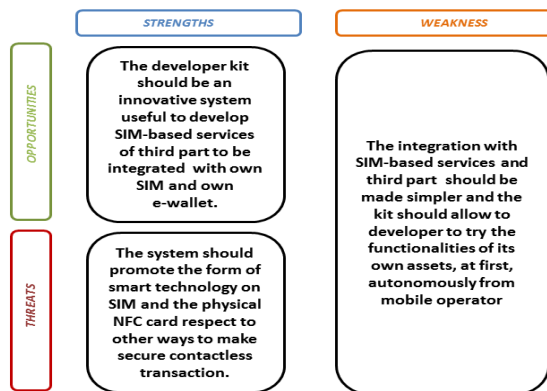 STRENGTHS
WEAKNESS
OPPORTUNITIES
The developer kit
should be an
innovative system
useful to develop
SIM-based services
of third part to be
integrated with own
SIM and own
e-wallet.
The integration with
SIM-based services and
third part should be
made simpler and the
kit should allow to
developer to try the
functionalities of its
own assets, at first,
autonomously from
mobile operator
THREATS
The system should
promote the form of
smart technology on
SIM and the physical
NFC card respect to
other ways to make
secure contactless
transaction.